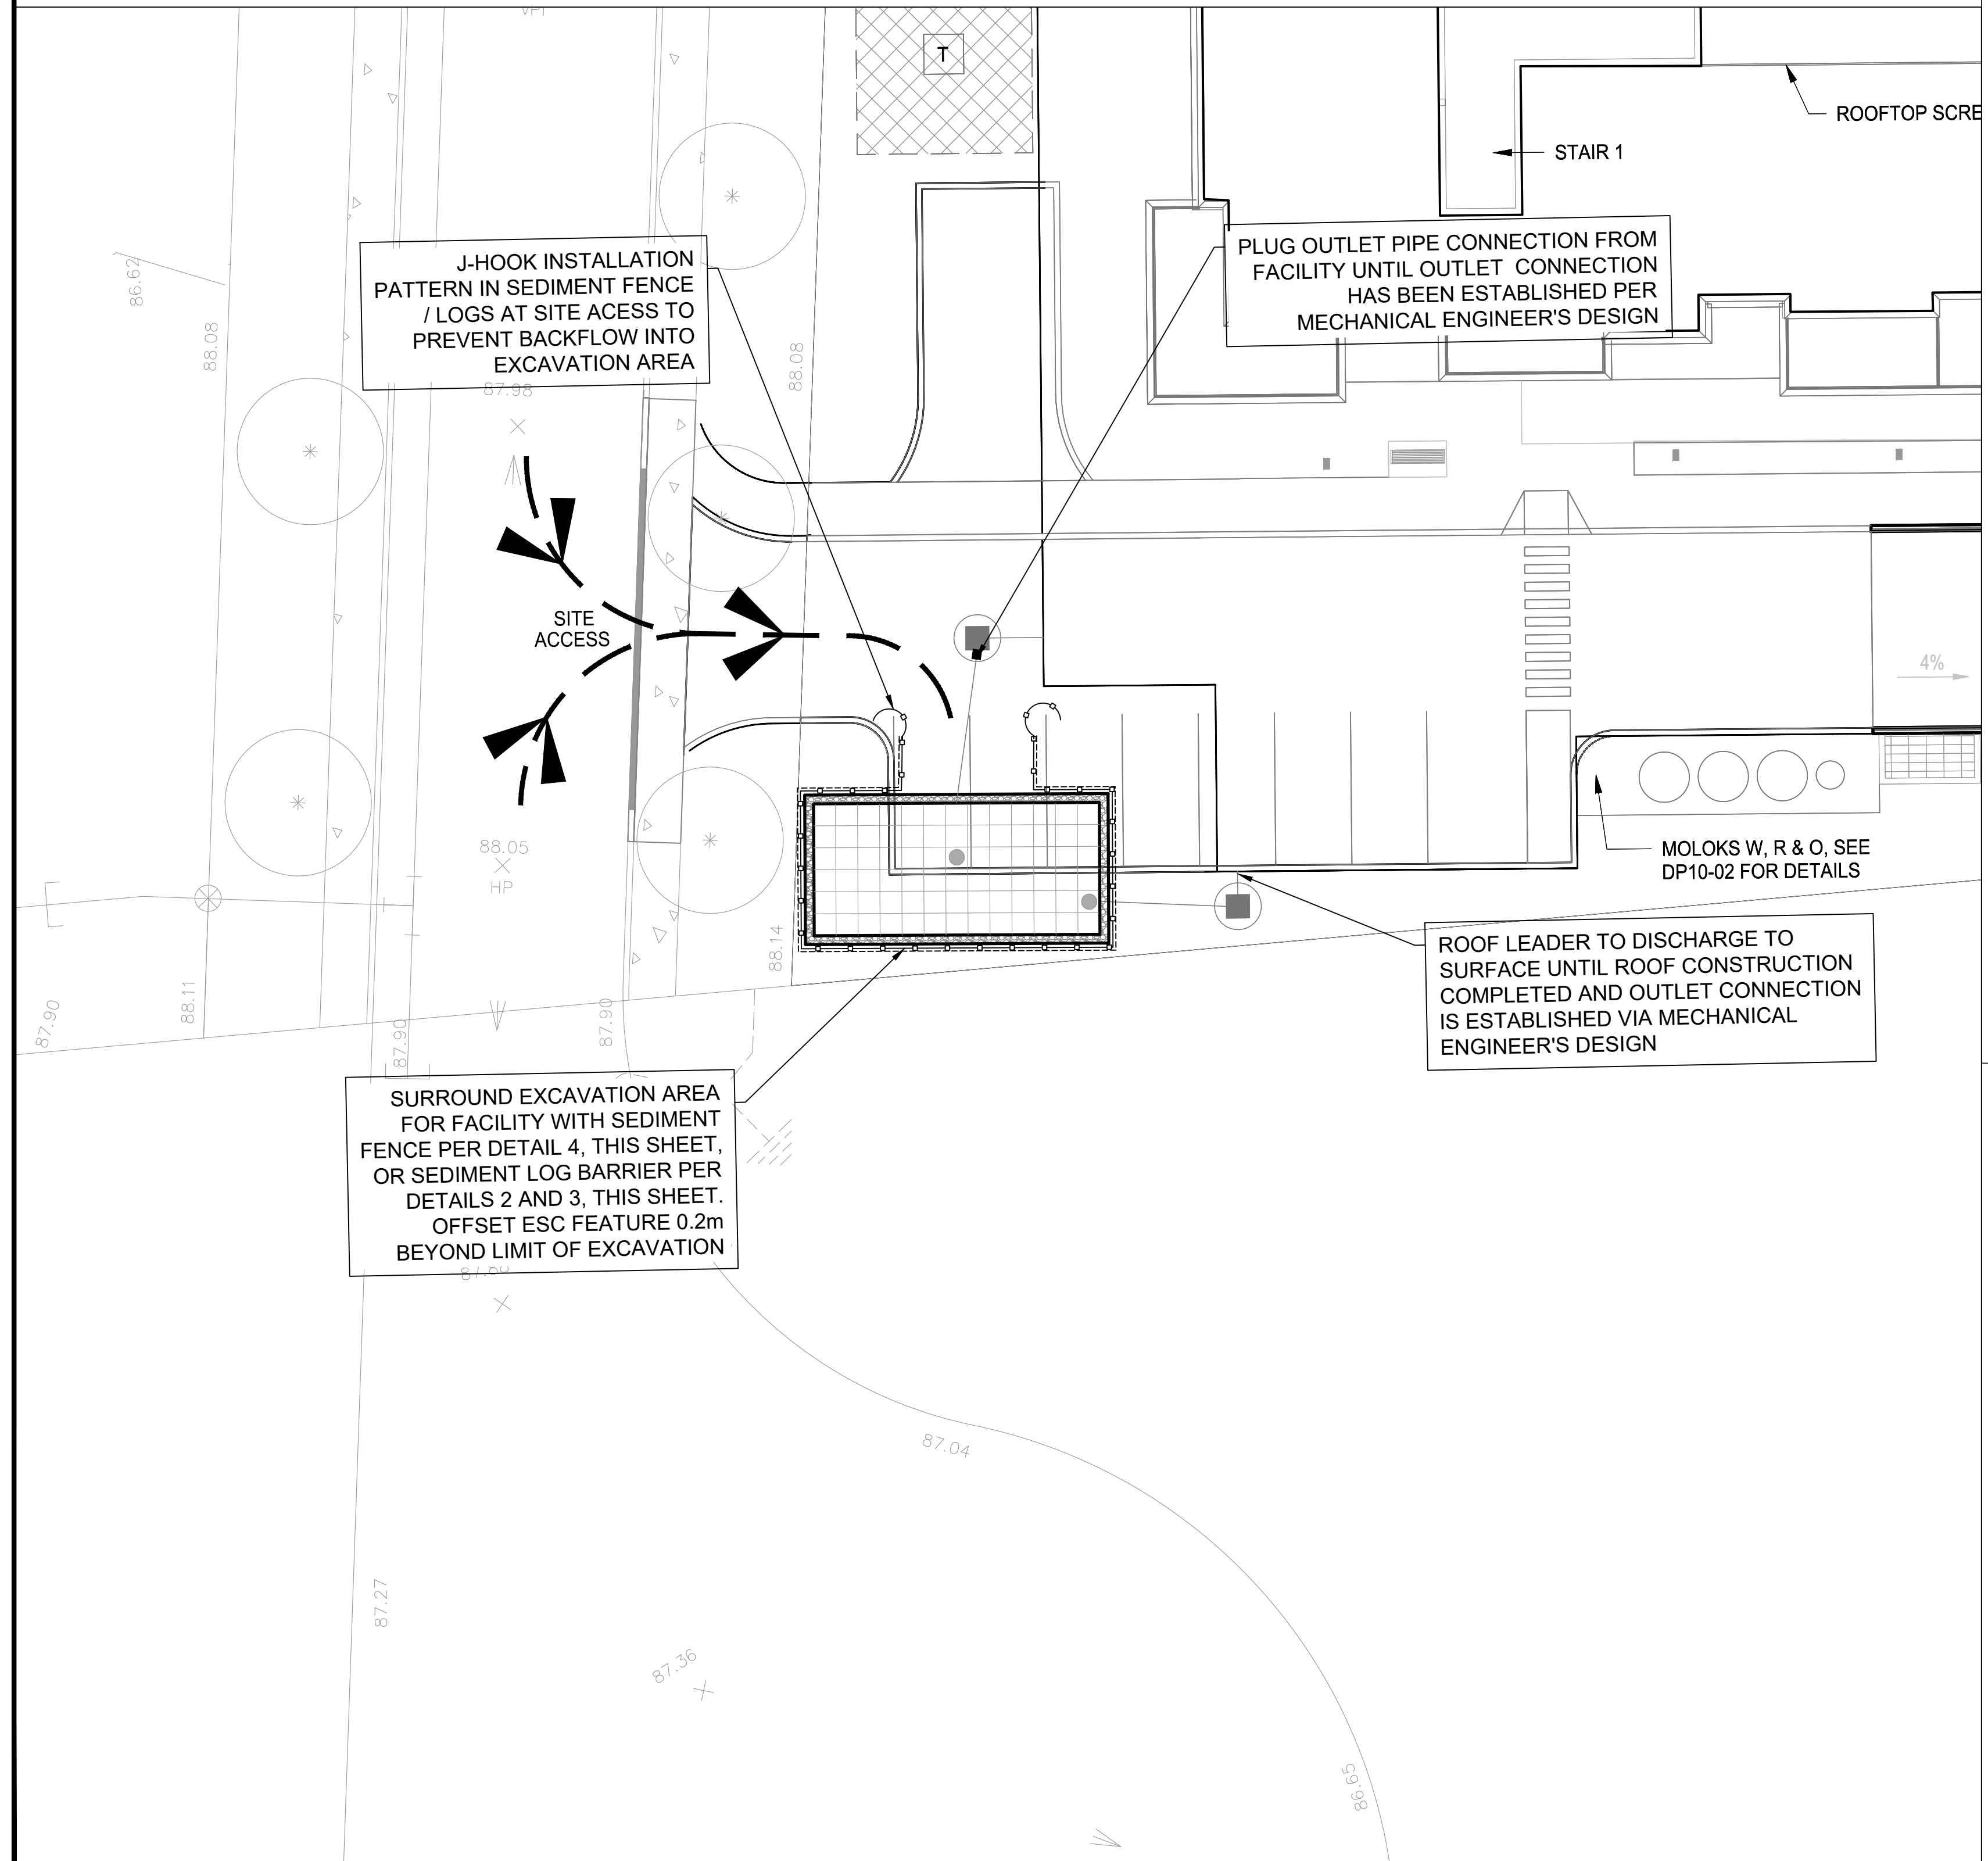 T
ROOFTOP SCRE
STAIR 1
J-HOOK INSTALLATION
PATTERN IN SEDIMENT FENCE
/ LOGS AT SITE ACESS TO
PREVENT BACKFLOW INTO
EXCAVATION AREA
PLUG OUTLET PIPE CONNECTION FROM
FACILITY UNTIL OUTLET CONNECTION
HAS BEEN ESTABLISHED PER
MECHANICAL ENGINEER'S DESIGN
86.62
88.08
88.08
87.98
SITE
ACCESS
4%
88.05
HP
MOLOKS W, R & O, SEE
DP10-02 FOR DETAILS
88.14
88.11
87.90
87.90
87.90
ROOF LEADER TO DISCHARGE TO
SURFACE UNTIL ROOF CONSTRUCTION
COMPLETED AND OUTLET CONNECTION
IS ESTABLISHED VIA MECHANICAL
ENGINEER'S DESIGN
SURROUND EXCAVATION AREA
FOR FACILITY WITH SEDIMENT
FENCE PER DETAIL 4, THIS SHEET,
OR SEDIMENT LOG BARRIER PER
DETAILS 2 AND 3, THIS SHEET.
OFFSET ESC FEATURE 0.2m
BEYOND LIMIT OF EXCAVATION
87.04
87.27
87.36
86.65